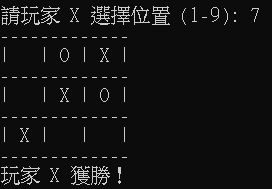 請玩家 X 選擇位置 (1-9): 7
-------------
|   | O | X |
-------------
|   | X | O |
-------------
| X |   |   |
-------------
玩家 X 獲勝！